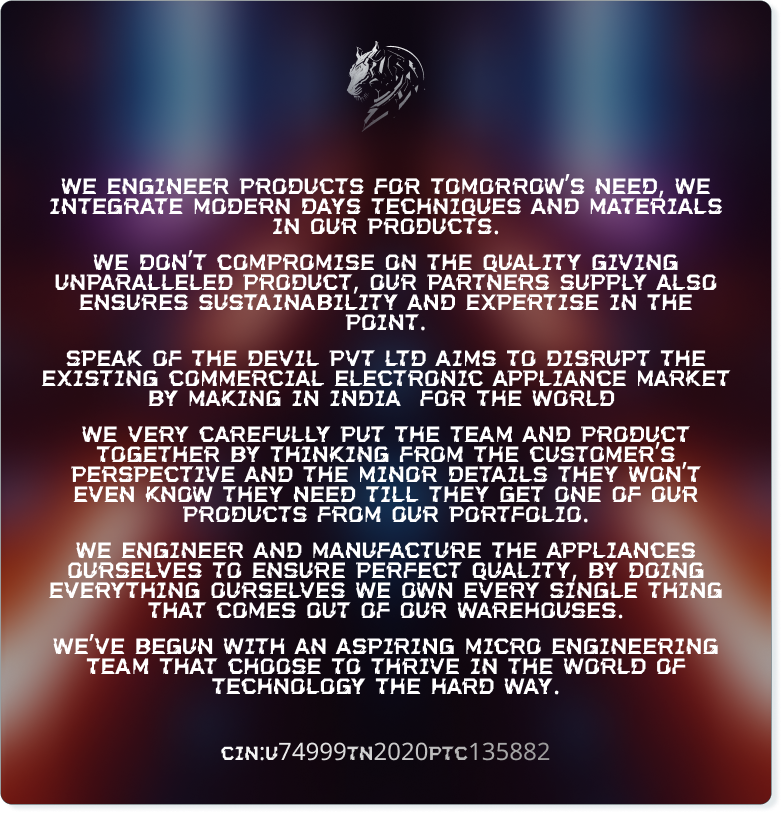 WE ENGINEER PRODUCTS FOR TOMORROW'S NEED, WE
INTEGRATE MODERN DAYS TECHNIQUES AND MATERIALS
IN OUR PRODUCTS.
WE DON'T COMPROMISE ON THE QUALITY GIVING
UNPARALLELED PRODUCT, OUR PARTNERS SUPPLY ALSO
ENSURES SUSTAINABILITY AND EXPERTISE IN THE
POINT.
SPEAK OF THE DEVIL PVT LTD AIMS TO DISRUPT THE
EXISTING COMMERCIAL ELECTRONIC APPLIANCE MARKET
BY MAKING IN INDIA FOR THE WORLD
WE VERY CAREFULLY PUT THE TEAM AND PRODUCT
TOGETHER BY THINKING FROM THE CUSTOMER'S
PERSPECTIVE AND THE MINOR DETAILS THEY WON'T
EVEN KNOW THEY NEED TILL THEY GET ONE OF OUR
PRODUCTS FROM OUR PORTFOLIO.
WE ENGINEER AND MANUFACTURE THE APPLIANCES
OURSELVES TO ENSURE PERFECT QUALITY, BY DOING
EVERYTHING OURSELVES WE OWN EVERY SINGLE THING
THAT COMES OUT OF OUR WAREHOUSES.
WE'VE BEGUN WITH AN ASPIRING MICRO ENGINEERING
TEAM THAT CHOOSE TO THRIVE IN THE WORLD OF
TECHNOLOGY THE HARD WAY.
CIN:U74999TN2020PTC135882